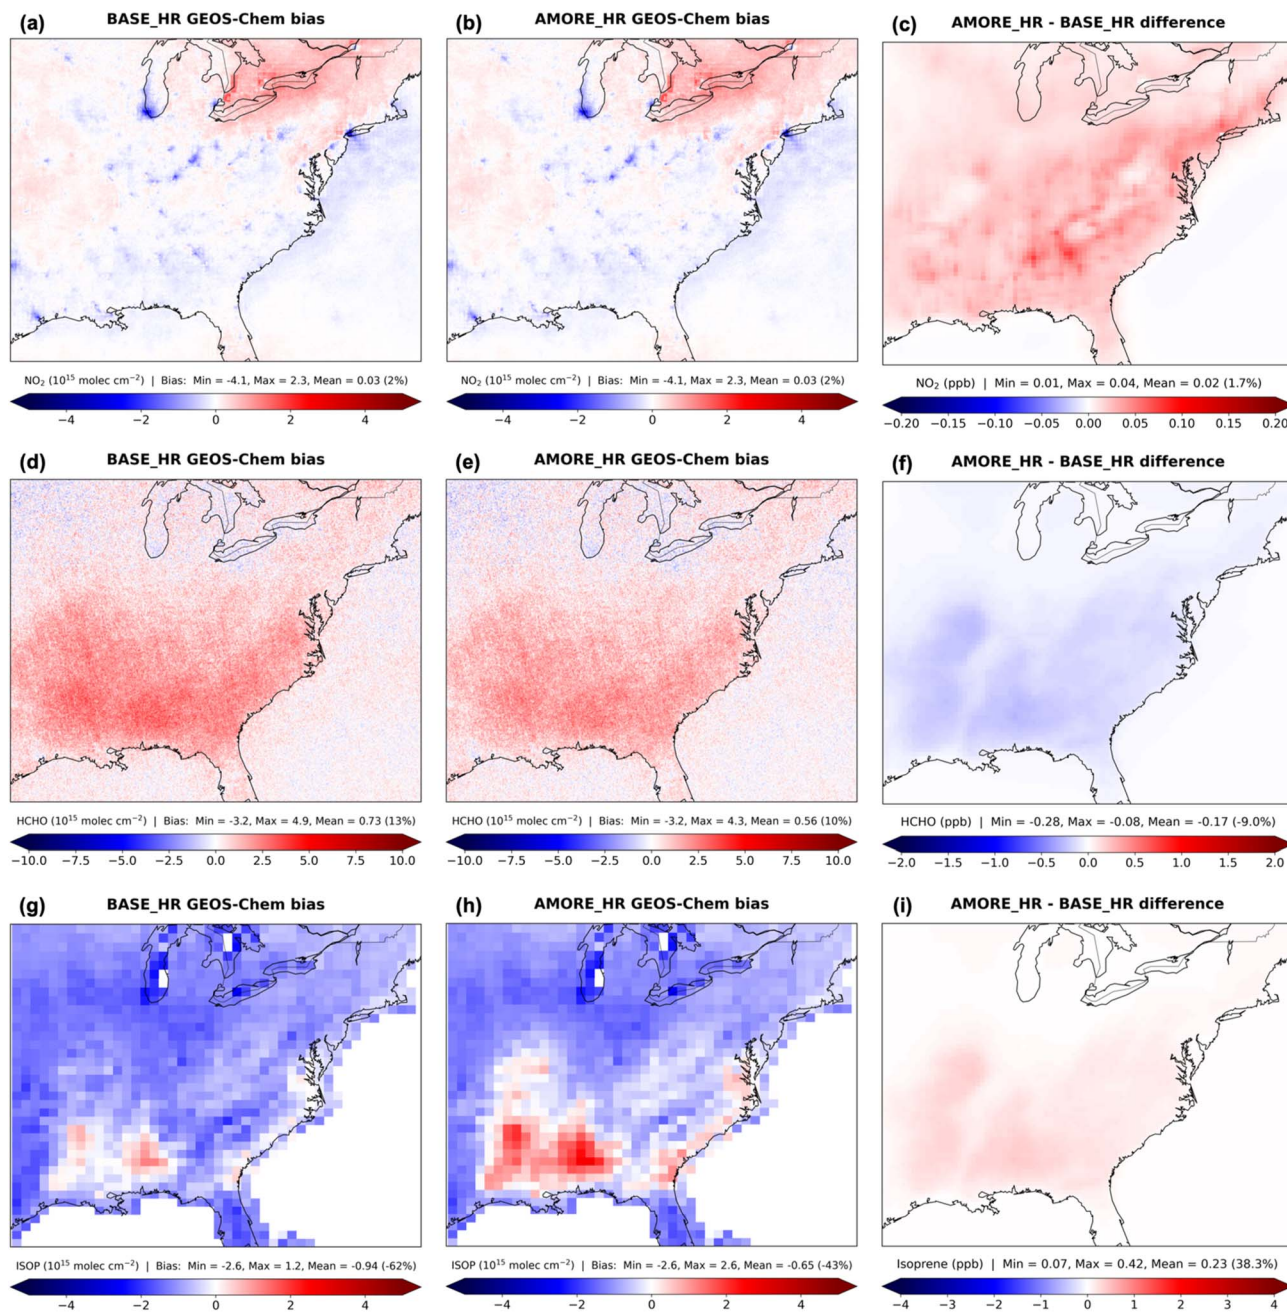 (a) BASE_HR GEOS-Chem bias
(b) AMORE_HR GEOS-Chem bias
(c) AMORE_HR - BASE_HR difference
NO₂ (10¹⁵ molec cm⁻²) | Bias: Min = -4.1, Max = 2.3, Mean = 0.03 (2%)
−4 −2 0 2 4
NO₂ (10¹⁵ molec cm⁻²) | Bias: Min = -4.1, Max = 2.3, Mean = 0.03 (2%)
−4 −2 0 2 4
NO₂ (ppb) | Min = 0.01, Max = 0.04, Mean = 0.02 (1.7%)
−0.20 −0.15 −0.10 −0.05 0.00 0.05 0.10 0.15 0.20
(d) BASE_HR GEOS-Chem bias
(e) AMORE_HR GEOS-Chem bias
(f) AMORE_HR - BASE_HR difference
HCHO (10¹⁵ molec cm⁻²) | Bias: Min = -3.2, Max = 4.9, Mean = 0.73 (13%)
−10.0 −7.5 −5.0 −2.5 0.0 2.5 5.0 7.5 10.0
HCHO (10¹⁵ molec cm⁻²) | Bias: Min = -3.2, Max = 4.3, Mean = 0.56 (10%)
−10.0 −7.5 −5.0 −2.5 0.0 2.5 5.0 7.5 10.0
HCHO (ppb) | Min = -0.28, Max = -0.08, Mean = -0.17 (-9.0%)
−2.0 −1.5 −1.0 −0.5 0.0 0.5 1.0 1.5 2.0
(g) BASE_HR GEOS-Chem bias
(h) AMORE_HR GEOS-Chem bias
(i) AMORE_HR - BASE_HR difference
ISOP (10¹⁵ molec cm⁻²) | Bias: Min = -2.6, Max = 1.2, Mean = -0.94 (-62%)
−4 −2 0 2 4
ISOP (10¹⁵ molec cm⁻²) | Bias: Min = -2.6, Max = 2.6, Mean = -0.65 (-43%)
−4 −2 0 2 4
Isoprene (ppb) | Min = 0.07, Max = 0.42, Mean = 0.23 (38.3%)
−4 −3 −2 −1 0 1 2 3 4